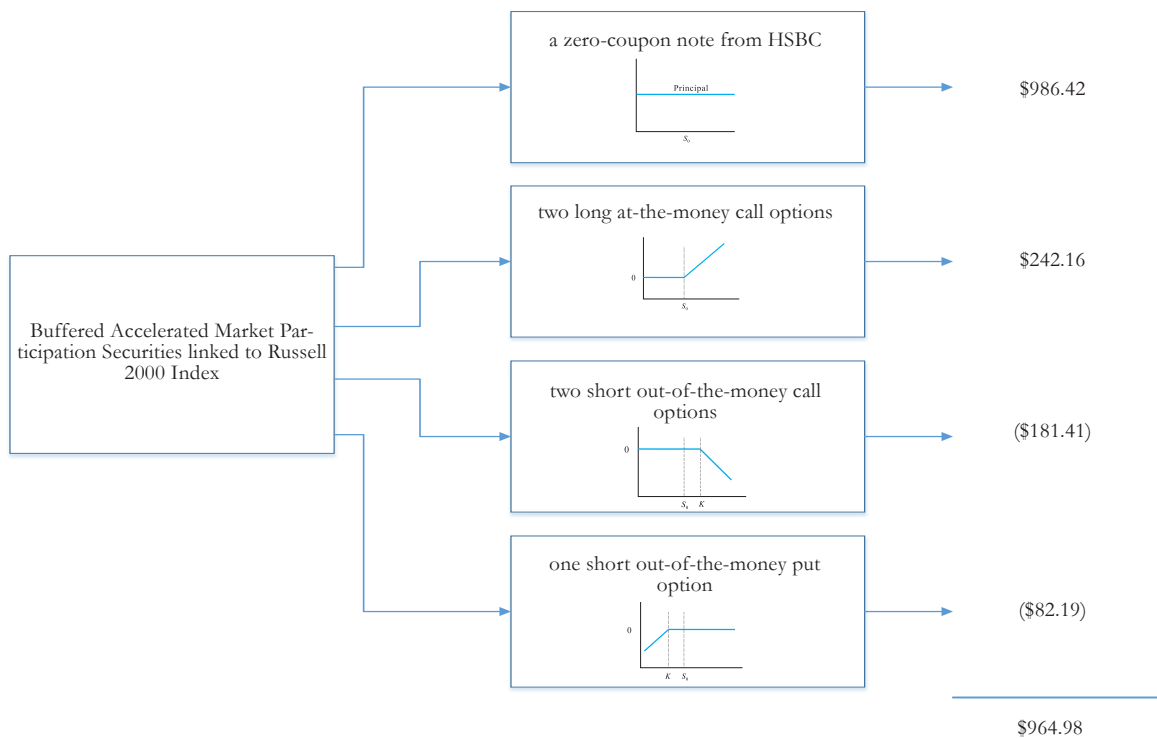 a zero-coupon note from HSBC
Principal
S0
$986.42
two long at-the-money call options
0
S0
$242.16
Buffered Accelerated Market Par-
ticipation Securities linked to Russell
2000 Index
two short out-of-the-money call
options
0
S0 K
($181.41)
one short out-of-the-money put
option
0
K S0
($82.19)
$964.98